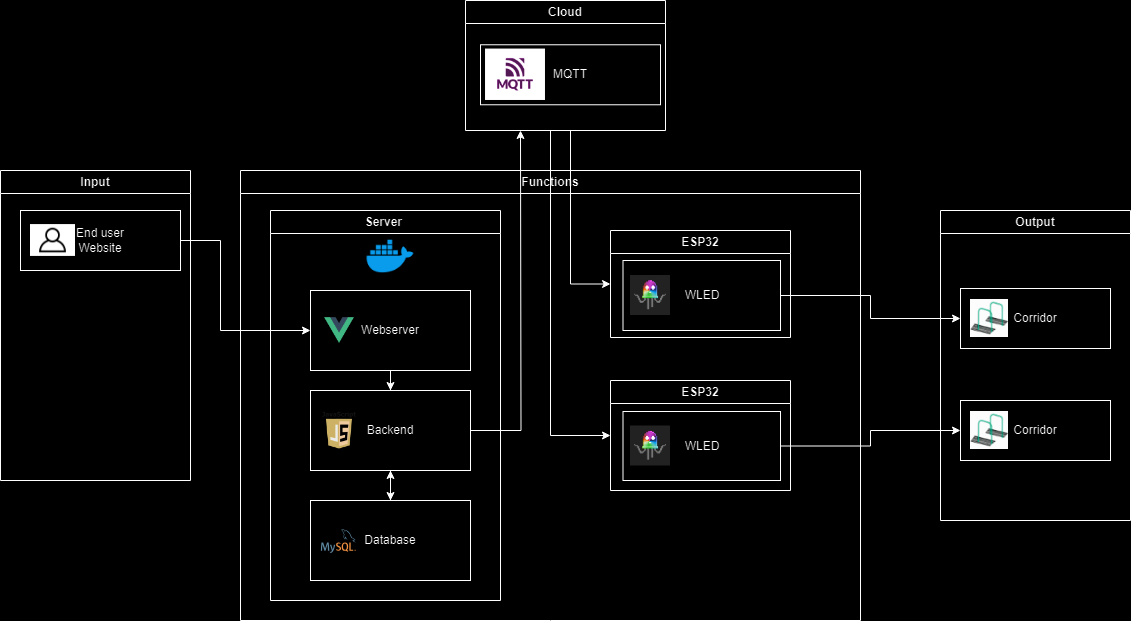 Cloud
MQTT
MQTT
Input
End user
Website
Functions
Server
Webserver
JS
Backend
MySQL.
Database
ESP32
WLED
ESP32
WLED
Output
Corridor
Corridor